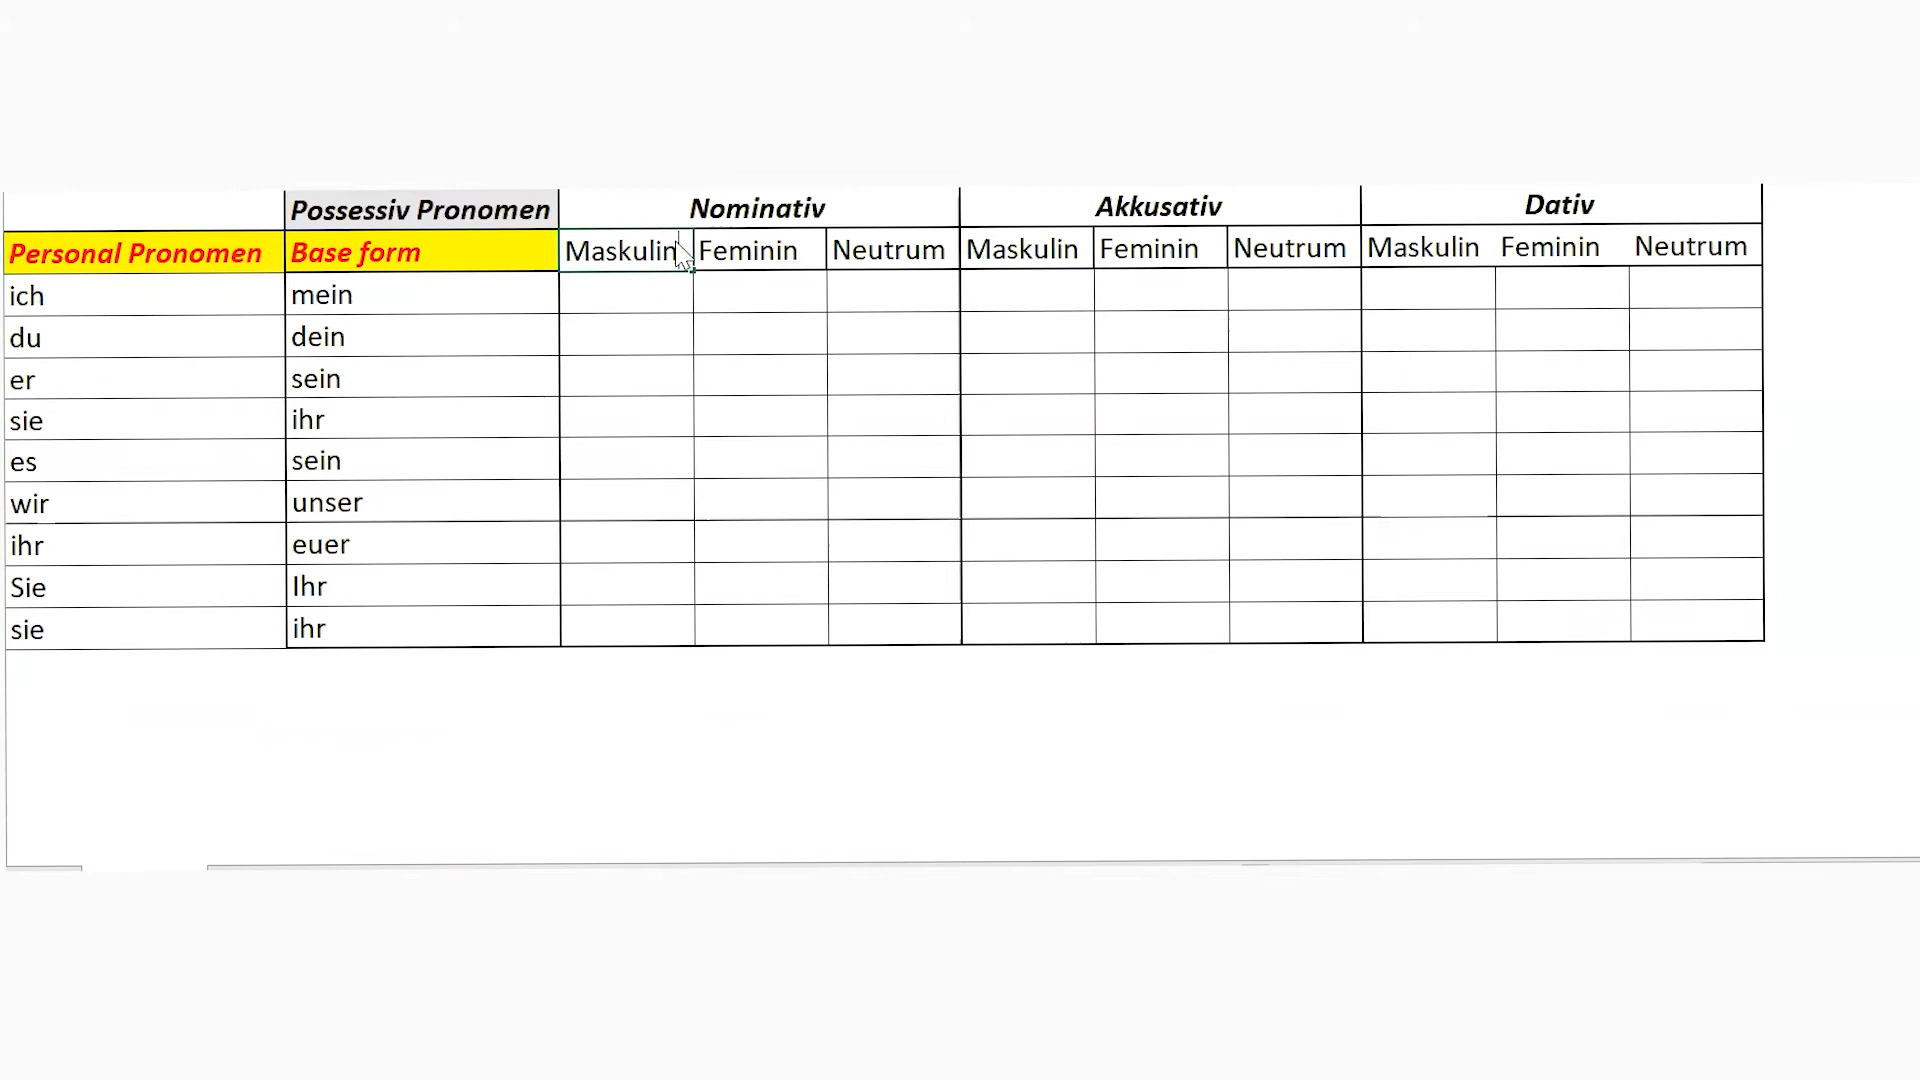 Possessiv Pronomen Nominativ Akkusativ Dativ
Personal Pronomen Base form Maskulin Feminin Neutrum Maskulin Feminin Neutrum Maskulin Feminin Neutrum
ich mein
du dein
er sein
sie ihr
es sein
wir unser
ihr euer
Sie Ihr
sie ihr